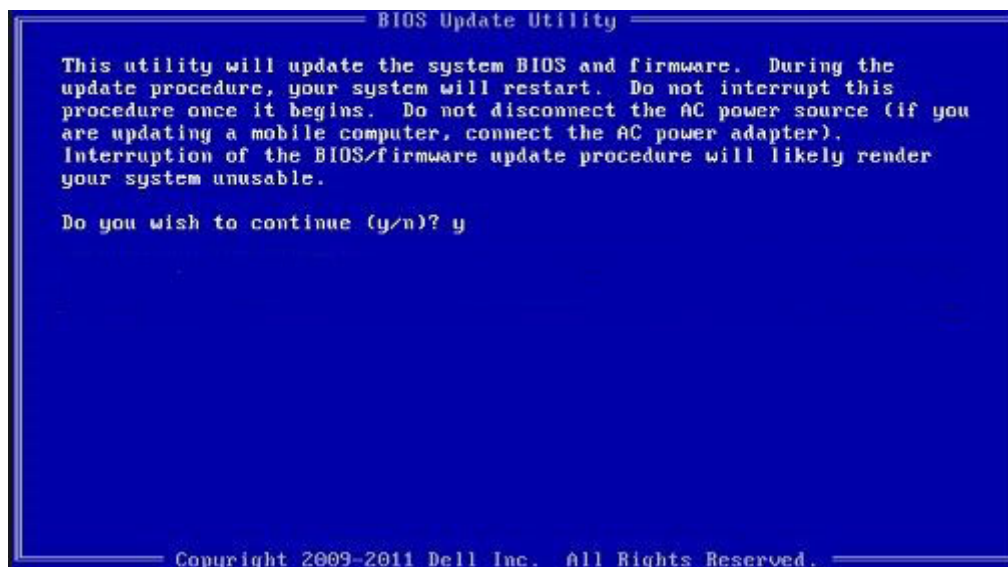 BIOS Update Utility
This utility will update the system BIOS and firmware. During the
update procedure, your system will restart. Do not interrupt this
procedure once it begins. Do not disconnect the AC power source (if you
are updating a mobile computer, connect the AC power adapter).
Interruption of the BIOS/firmware update procedure will likely render
your system unusable.
Do you wish to continue (y/n)? y
Copyright 2009-2011 Dell Inc. All Rights Reserved.